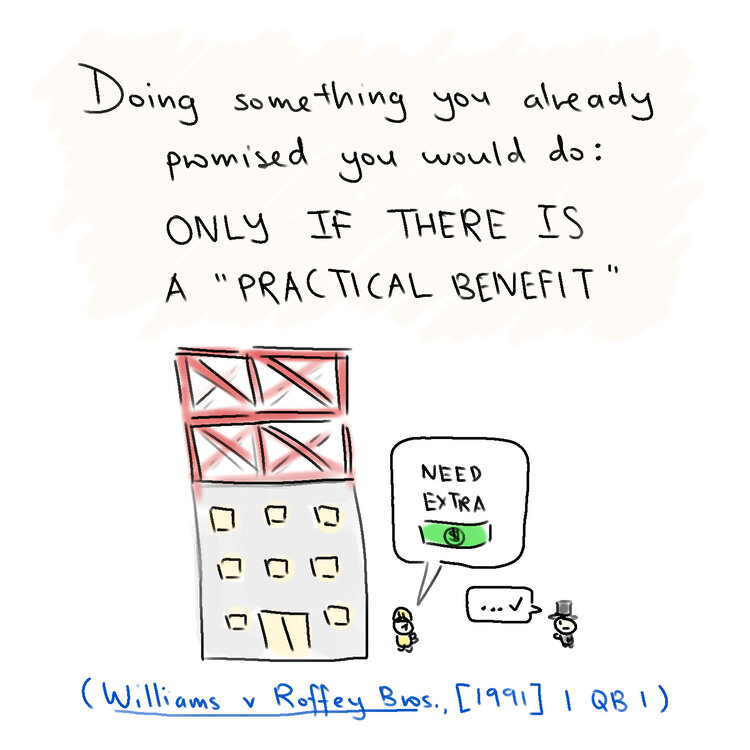 Doing something you already
promised you would do:
ONLY IF THERE IS
A "PRACTICAL BENEFIT"
NEED
EXTRA
$
... ✓
(Williams v Roffey Bros., [1991] 1 QB 1)